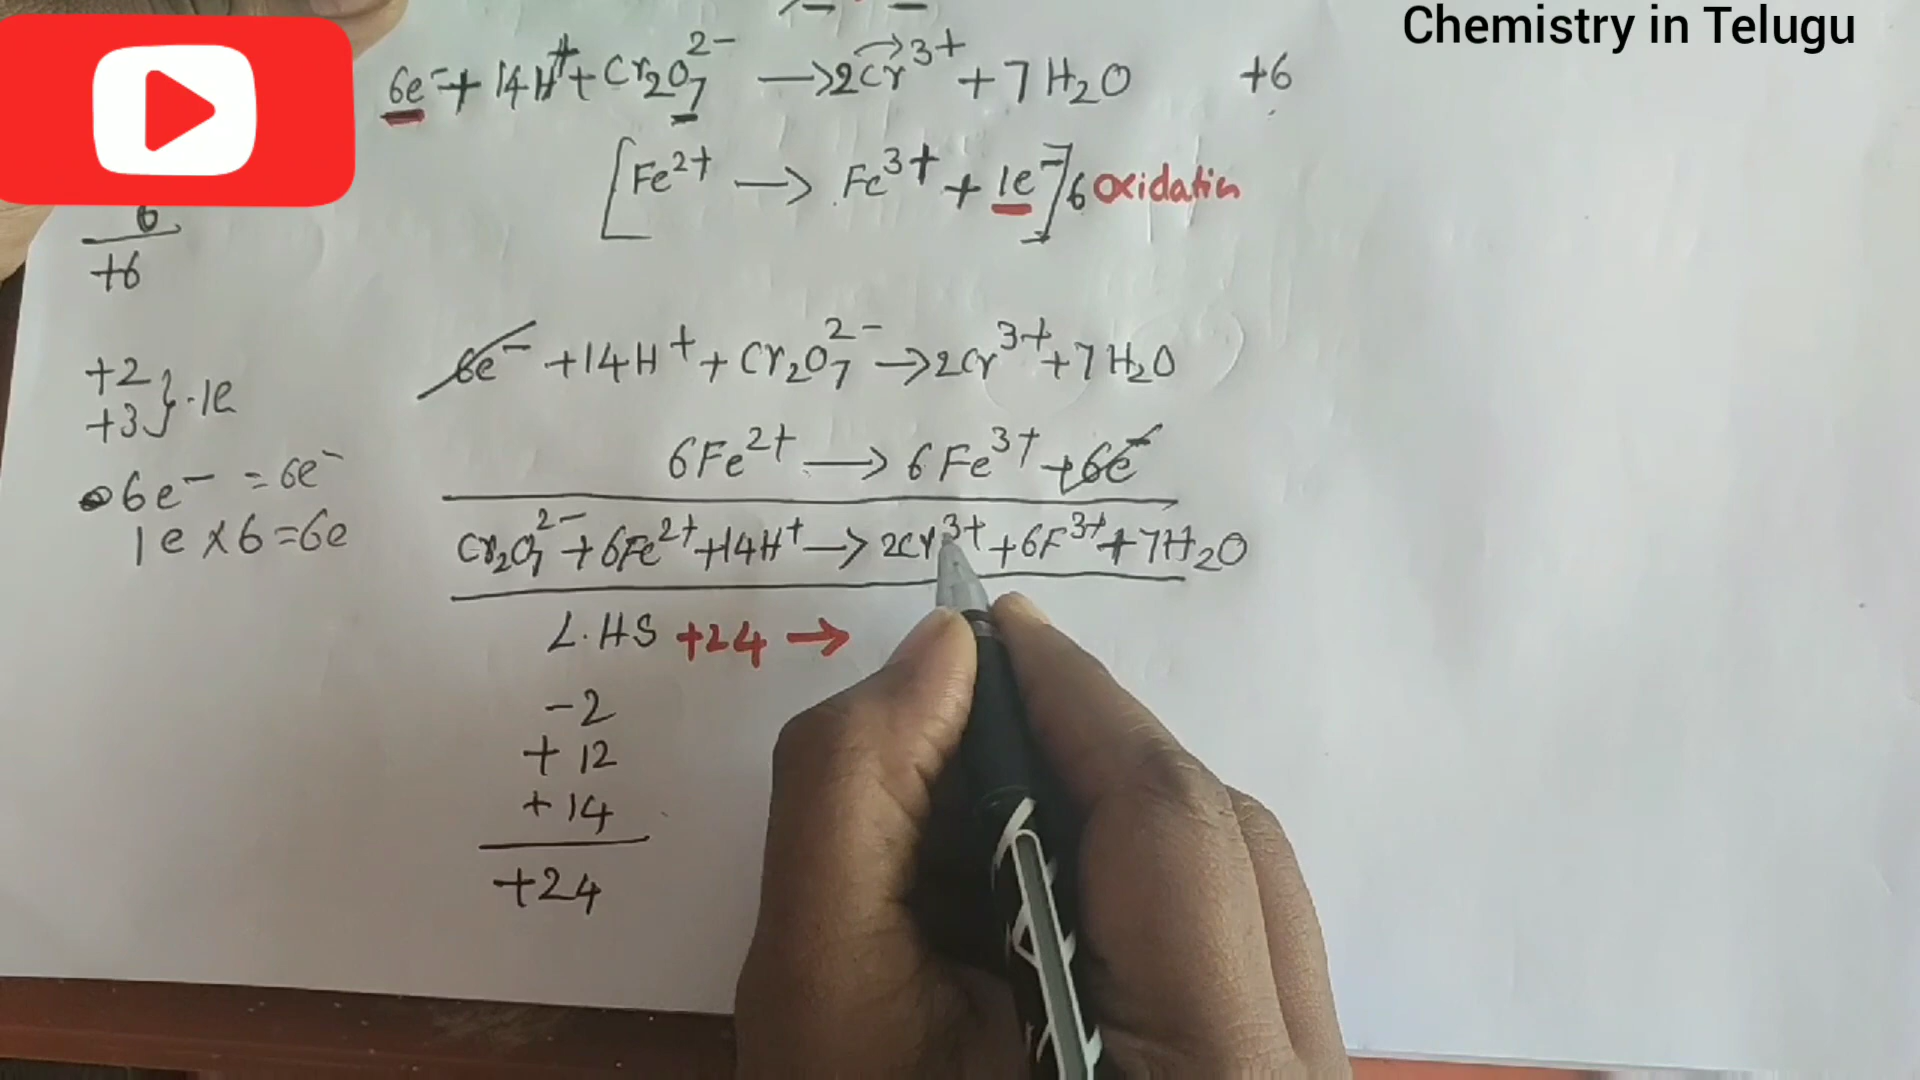 Chemistry in Telugu
6e⁻ + 14H⁺ + Cr₂O₇²⁻ → 2Cr³⁺ + 7H₂O +6
[Fe²⁺ → Fe³⁺ + 1e⁻]6 oxidation
6
+6
6e⁻ + 14H⁺ + Cr₂O₇²⁻ → 2Cr³⁺ + 7H₂O
+2
+3 } . 1e
6Fe²⁺ → 6Fe³⁺ + 6e⁻
6e⁻ = 6e⁻
1e × 6 = 6e
Cr₂O₇²⁻ + 6Fe²⁺ + 14H⁺ → 2Cr³⁺ + 6F³⁺ + 7H₂O
L.HS +24 →
-2
+12
+14
+24